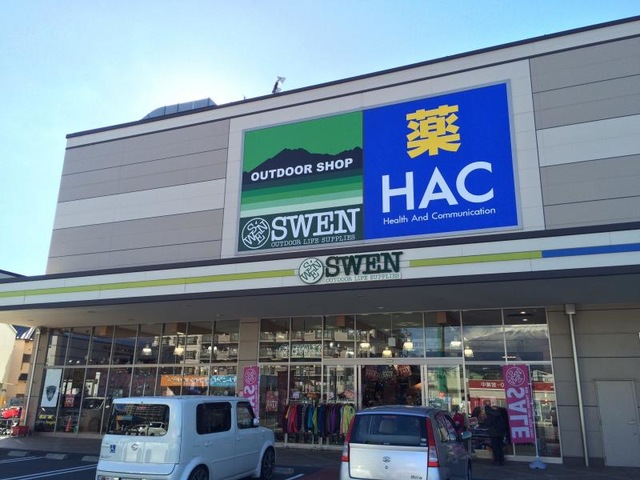 OUTDOOR SHOP
SWEN
OUTDOOR LIFE SUPPLIES
薬
HAC
Health And Communication
SWEN
OUTDOOR LIFE SUPPLIES
SALE